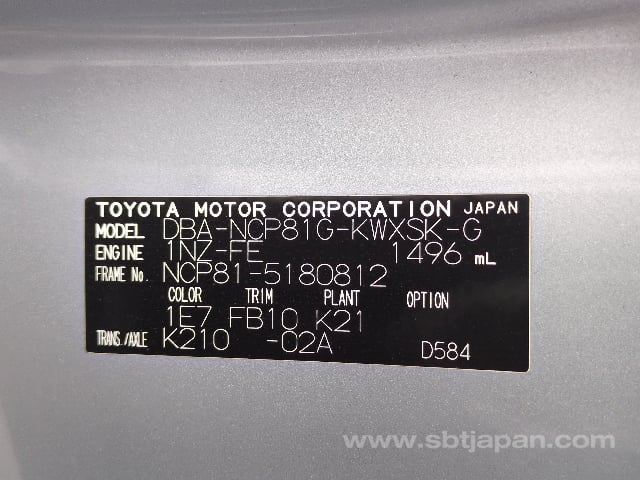 TOYOTA MOTOR CORPORATION JAPAN
MODEL DBA-NCP81G-KWXSK-G
ENGINE 1NZ-FE 1496 mL
FRAME No. NCP81-5180812
COLOR TRIM PLANT OPTION
1E7 FB10 K21
TRANS./AXLE K210 -02A D584
www.sbtjapan.com